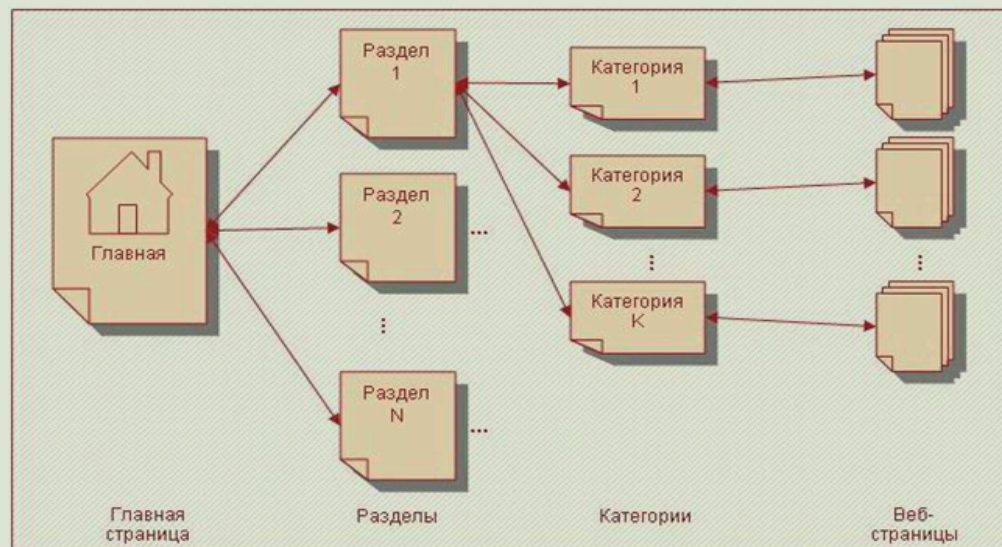 Главная
Раздел
1
Раздел
2
...
...
Раздел
N
...
Категория
1
Категория
2
...
Категория
K
...
Главная
страница
Разделы
Категории
Веб-
страницы